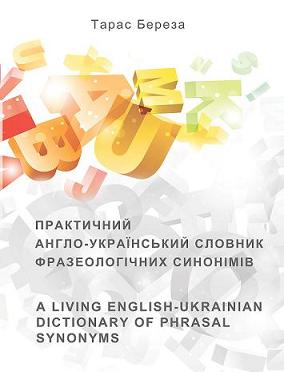 Тарас Береза
ПРАКТИЧНИЙ
АНГЛО-УКРАЇНСЬКИЙ СЛОВНИК
ФРАЗЕОЛОГІЧНИХ СИНОНІМІВ
A LIVING ENGLISH-UKRAINIAN
DICTIONARY OF PHRASAL
SYNONYMS